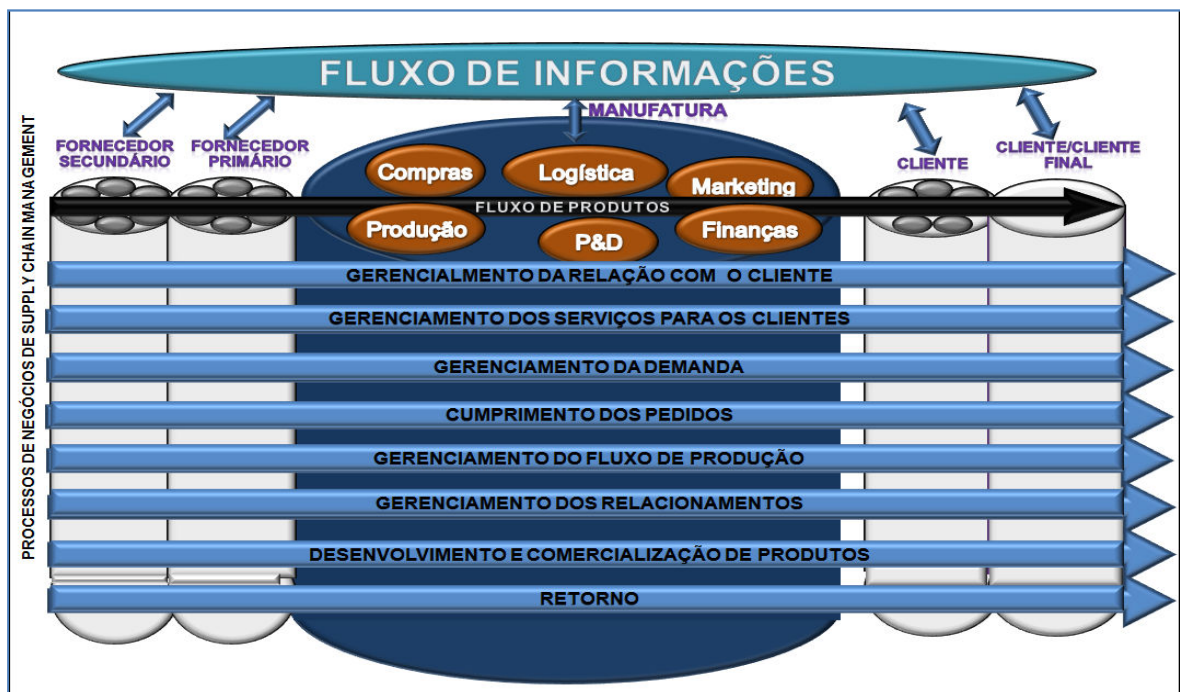 FLUXO DE INFORMAÇÕES
MANUFATURA
FORNECEDOR
SECUNDÁRIO
FORNECEDOR
PRIMÁRIO
CLIENTE
CLIENTE/CLIENTE
FINAL
Compras
Logística
Marketing
FLUXO DE PRODUTOS
Produção
P&D
Finanças
PROCESSOS DE NEGÓCIOS DE SUPPLY CHAIN MANAGEMENT
GERENCIALMENTO DA RELAÇÃO COM O CLIENTE
GERENCIAMENTO DOS SERVIÇOS PARA OS CLIENTES
GERENCIAMENTO DA DEMANDA
CUMPRIMENTO DOS PEDIDOS
GERENCIAMENTO DO FLUXO DE PRODUÇÃO
GERENCIAMENTO DOS RELACIONAMENTOS
DESENVOLVIMENTO E COMERCIALIZAÇÃO DE PRODUTOS
RETORNO